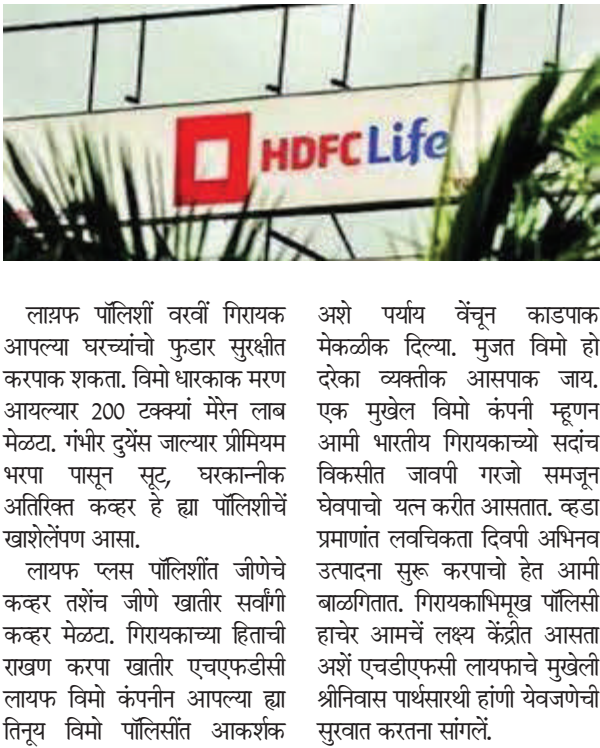 HDFC Life
लाय़फ पॉलिशीं वरवीं गिरायक
आपल्या घरच्यांचो फुडार सुरक्षीत
करपाक शकता. विमो धारकाक मरण
आयल्यार 200 टक्क्यां मेरेन लाब
मेळटा. गंभीर दुयेंस जाल्यार प्रीमियम
भरपा पासून सूट, घरकान्नीक
अतिरिक्त कव्हर हे ह्या पॉलिशीचें
खाशेलेंपण आसा.
लायफ प्लस पॉलिशींत जीणेचे
कव्हर तशेंच जीणे खातीर सर्वांगी
कव्हर मेळटा. गिरायकाच्या हिताची
राखण करपा खातीर एचएफडीसी
लायफ विमो कंपनीन आपल्या ह्या
तिनूय विमो पॉलिसींत आकर्शक
अशे पर्याय वेंचून काडपाक
मेकळीक दिल्या. मुजत विमो हो
दरेका व्यक्तीक आसपाक जाय.
एक मुखेल विमो कंपनी म्हूणन
आमी भारतीय गिरायकाच्यो सदांच
विकसीत जावपी गरजो समजून
घेवपाचो यत्न करीत आसतात. व्हडा
प्रमाणांत लवचिकता दिवपी अभिनव
उत्पादना सुरू करपाचो हेत आमी
बाळगितात. गिरायकाभिमूख पॉलिसी
हाचेर आमचें लक्ष्य केंद्रीत आसता
अशें एचडीएफसी लायफाचे मुखेली
श्रीनिवास पार्थसारथी हांणी येवजणेची
सुरवात करतना सांगलें.